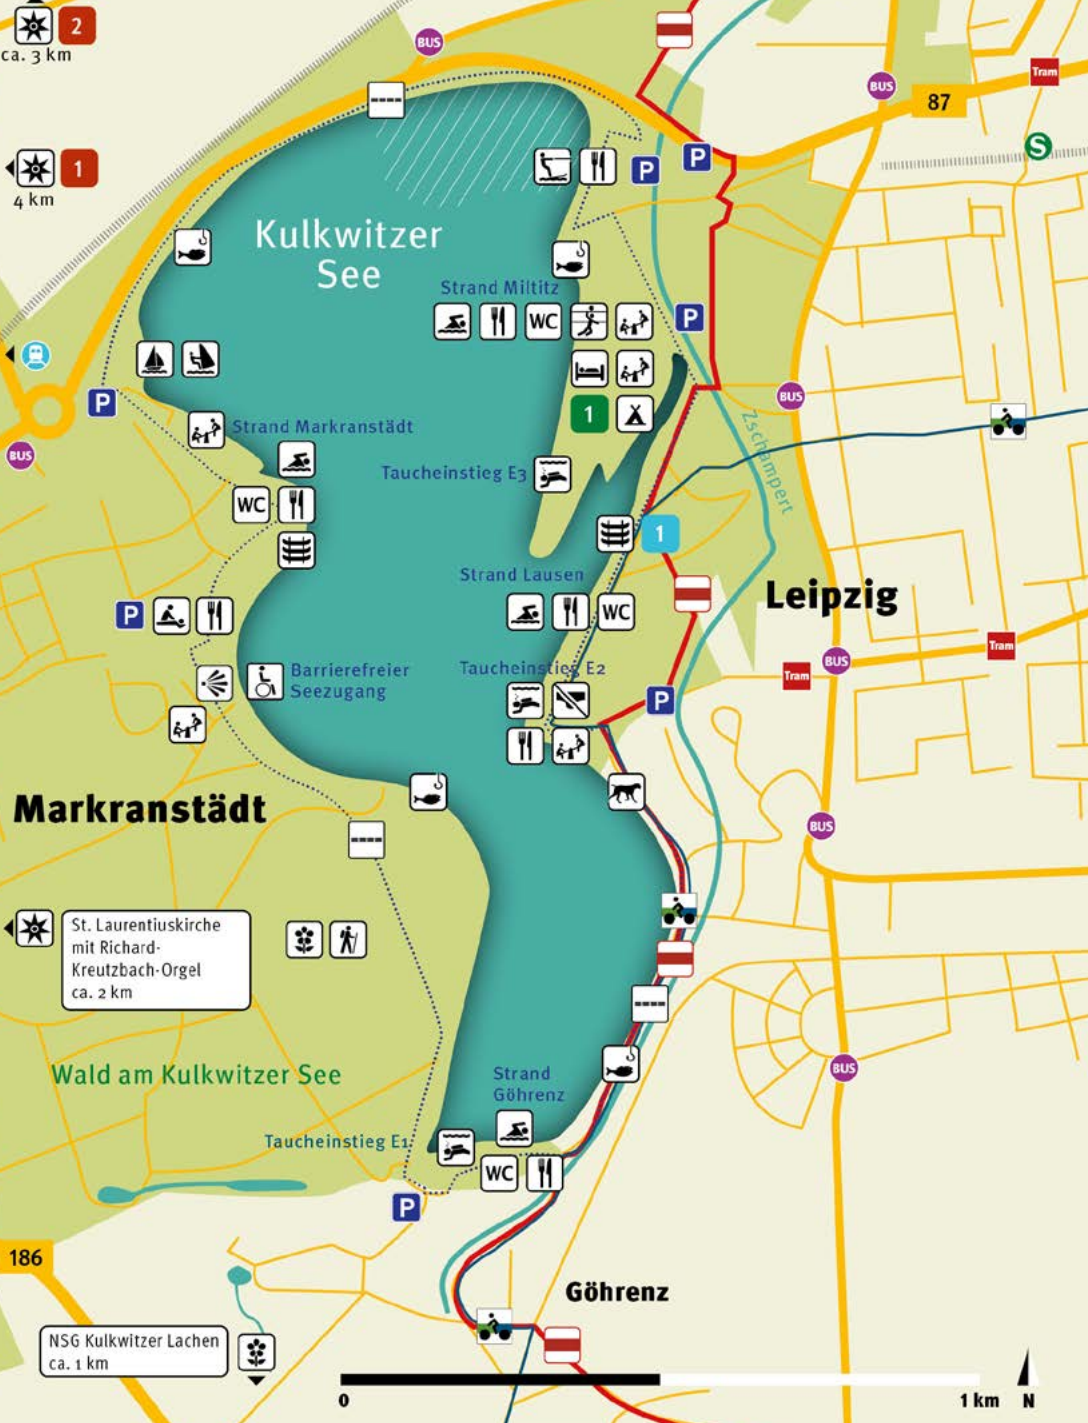 2
ca. 3 km
BUS
BUS
87
Tram
S
1
4 km
P
P
Kulkwitzer
See
Strand Miltitz
WC
P
BUS
P
1
Zschampert
Strand Markranstädt
BUS
Taucheinstieg E3
WC
1
Strand Lausen
Leipzig
P
WC
BUS
Tram
Tram
Barrierefreier
Seezugang
Taucheinstieg E2
P
Markranstädt
BUS
St. Laurentiuskirche
mit Richard-
Kreutzbach-Orgel
ca. 2 km
Wald am Kulkwitzer See
Strand
Göhrenz
BUS
Taucheinstieg E1
WC
P
186
Göhrenz
NSG Kulkwitzer Lachen
ca. 1 km
0
1 km
N